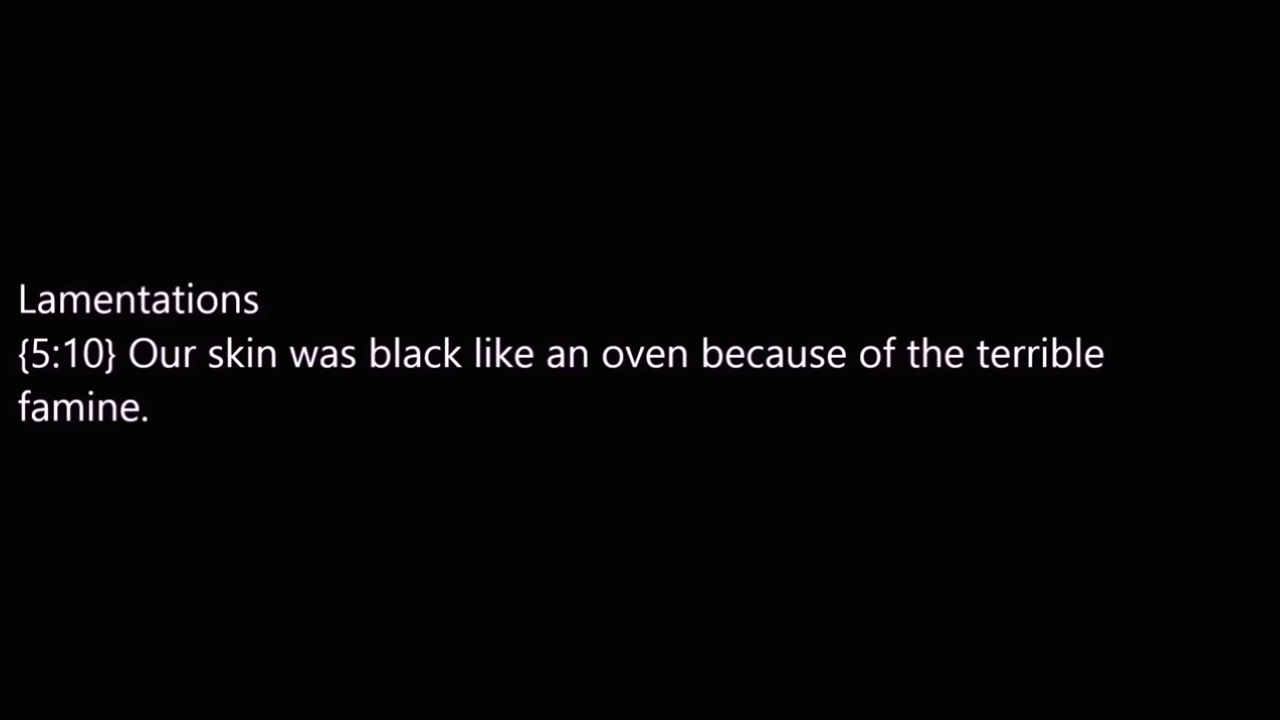 Lamentations
{5:10} Our skin was black like an oven because of the terrible
famine.